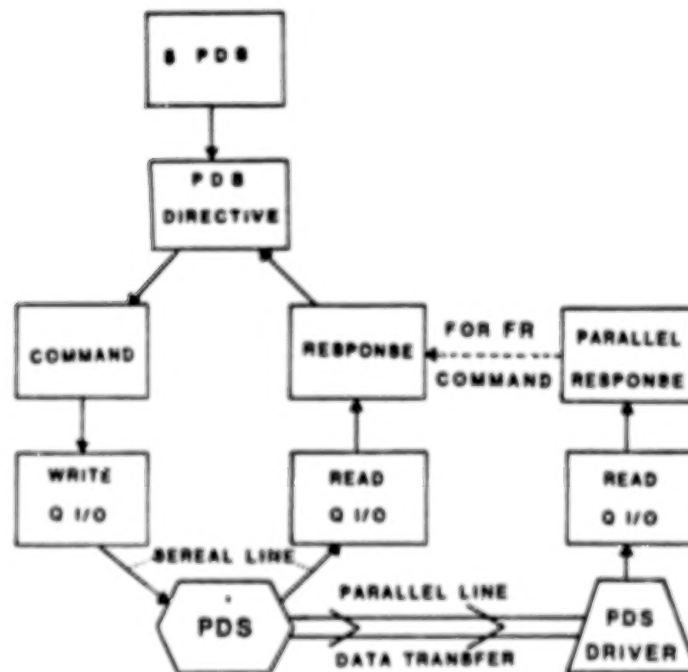 S PDS
PDS
DIRECTIVE
COMMAND
RESPONSE
FOR FR
COMMAND
PARALLEL
RESPONSE
WRITE
Q I/O
READ
Q I/O
READ
Q I/O
SEREAL LINE
PDS
PARALLEL LINE
DATA TRANSFER
PDS
DRIVER